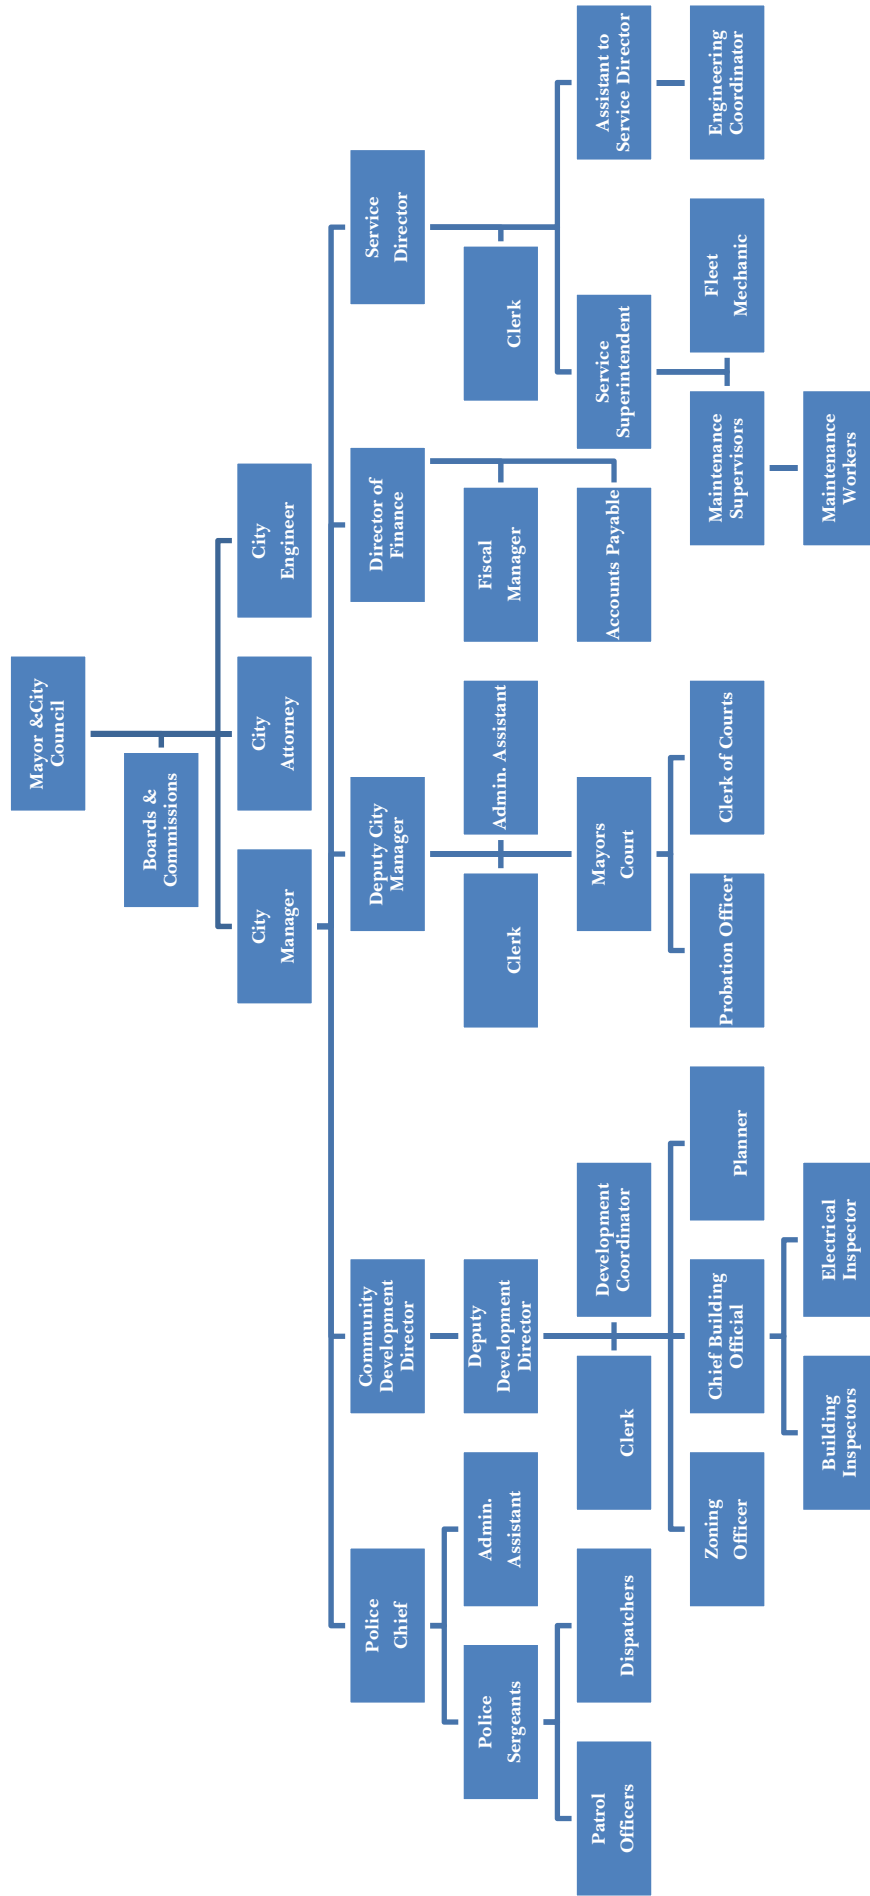 Mayor &City
Council
Boards &
Commissions
City
Manager
City
Attorney
City
Engineer
Police
Chief
Community
Development
Director
Deputy City
Manager
Director of
Finance
Service
Director
Police
Sergeants
Admin.
Assistant
Deputy
Development
Director
Clerk
Admin. Assistant
Fiscal
Manager
Clerk
Patrol
Officers
Dispatchers
Clerk
Development
Coordinator
Mayors
Court
Accounts Payable
Service
Superintendent
Assistant to
Service Director
Zoning
Officer
Chief Building
Official
Planner
Probation Officer
Clerk of Courts
Maintenance
Supervisors
Fleet
Mechanic
Engineering
Coordinator
Building
Inspectors
Electrical
Inspector
Maintenance
Workers